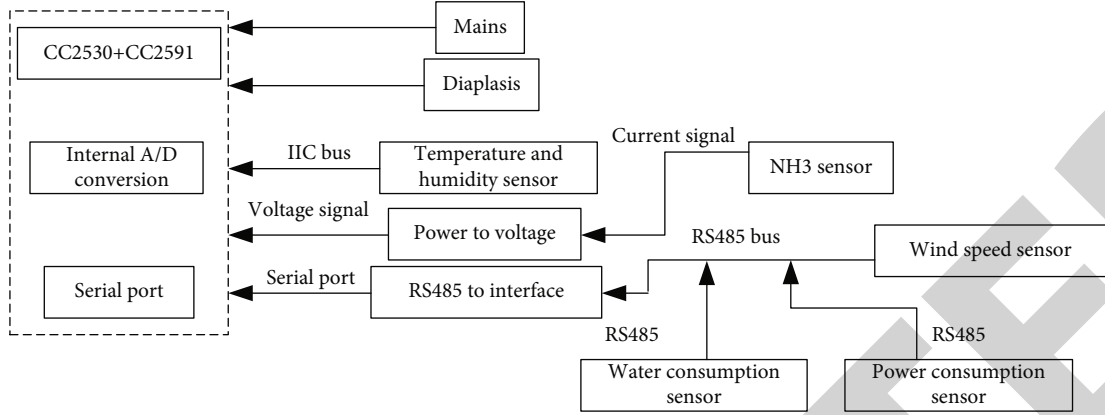 Mains
CC2530+CC2591
Diaplasis
Current signal
Internal A/D
conversion
IIC bus
Temperature and
humidity sensor
NH3 sensor
Voltage signal
Power to voltage
RS485 bus
Wind speed sensor
Serial port
Serial port
RS485 to interface
RS485
RS485
Water consumption
sensor
Power consumption
sensor